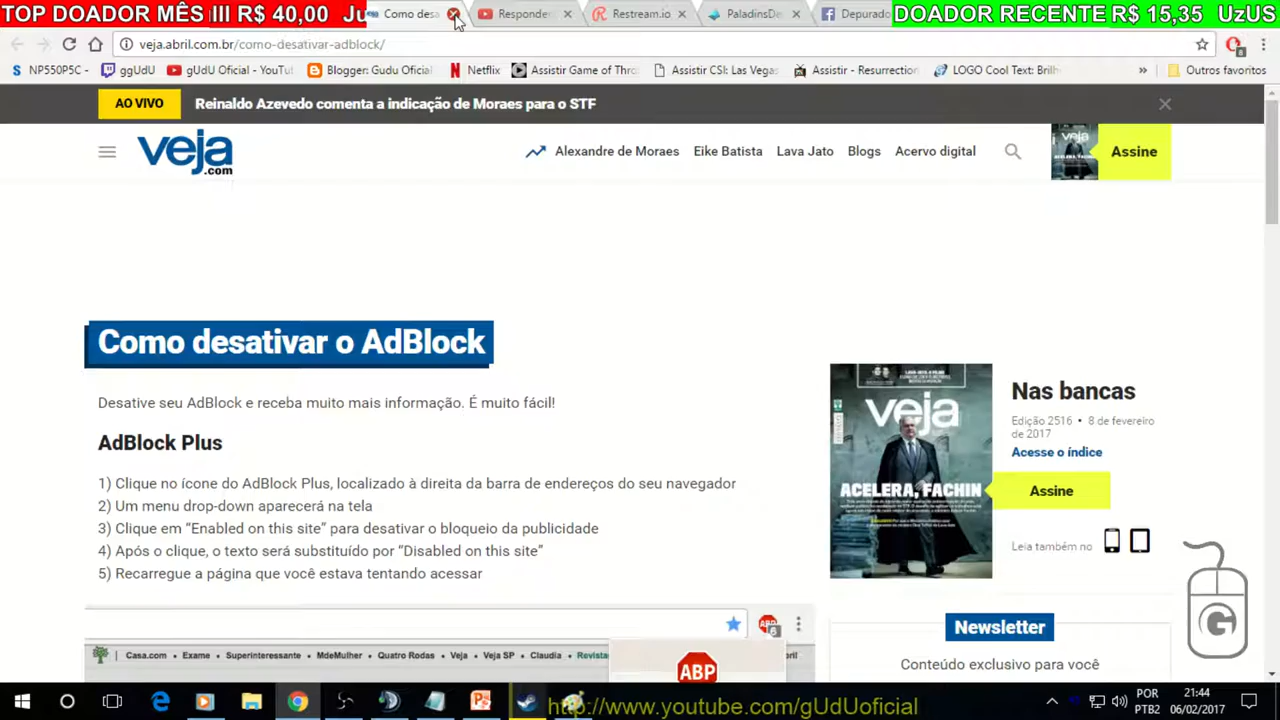 TOP DOADOR MÊS III R$ 40,00 Ju
Como desa
Responder
Restream.io
PaladinsDe
Depurado
DOADOR RECENTE R$ 15,35 UzUS
veja.abril.com.br/como-desativar-adblock/
8
NP550P5C -
ggUdU
gUdU Oficial - YouTu
Blogger: Gudu Oficial
Netflix
Assistir Game of Thro
Assistir CSI: Las Vegas
Assistir - Resurrection
LOGO Cool Text: Brilh
»
Outros favoritos
AO VIVO
Reinaldo Azevedo comenta a indicação de Moraes para o STF
veja.com
Alexandre de Moraes
Eike Batista
Lava Jato
Blogs
Acervo digital
veja
Assine
Como desativar o AdBlock
Desative seu AdBlock e receba muito mais informação. É muito fácil!
AdBlock Plus
1) Clique no ícone do AdBlock Plus, localizado à direita da barra de endereços do seu navegador
2) Um menu drop-down aparecerá na tela
3) Clique em “Enabled on this site” para desativar o bloqueio da publicidade
4) Após o clique, o texto será substituído por “Disabled on this site”
5) Recarregue a página que você estava tentando acessar
veja
ACELERA, FACHIN
Nas bancas
Edição 2516 • 8 de fevereiro
de 2017
Acesse o índice
Assine
Leia também no
Newsletter
Conteúdo exclusivo para você
ABP
Casa.com • Exame • Superinteressante • MdeMulher • Quatro Rodas • Veja • Veja SP • Claudia • Revistas
bril
ABP
G
http://www.youtube.com/gUdUoficial
POR
PTB2
21:44
06/02/2017